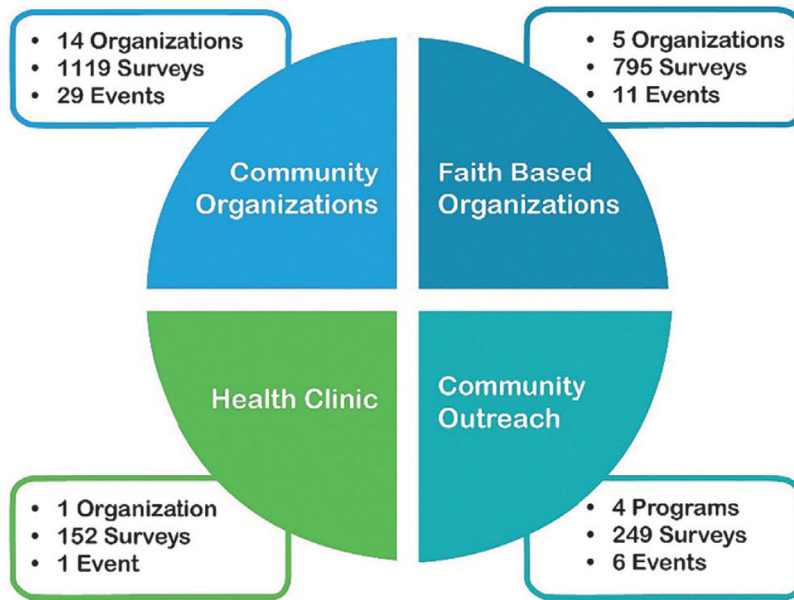 • 14 Organizations
• 1119 Surveys
• 29 Events
• 5 Organizations
• 795 Surveys
• 11 Events
Community
Organizations
Faith Based
Organizations
Health Clinic
Community
Outreach
• 1 Organization
• 152 Surveys
• 1 Event
• 4 Programs
• 249 Surveys
• 6 Events